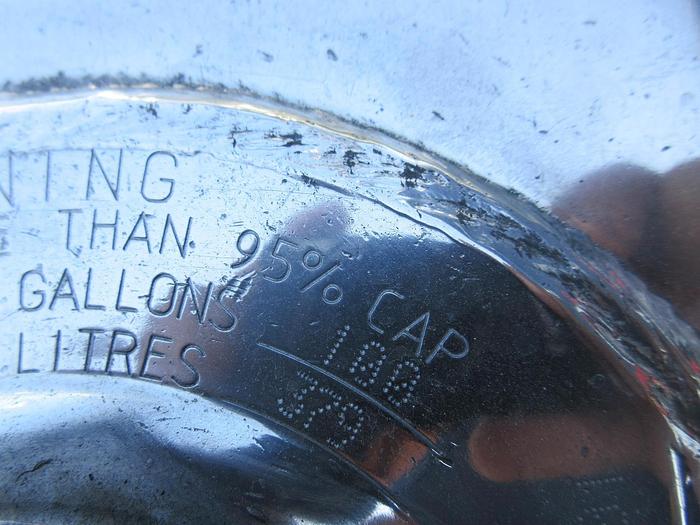 NING
THAN 95% CAP
GALLONS 100
LITRES 379